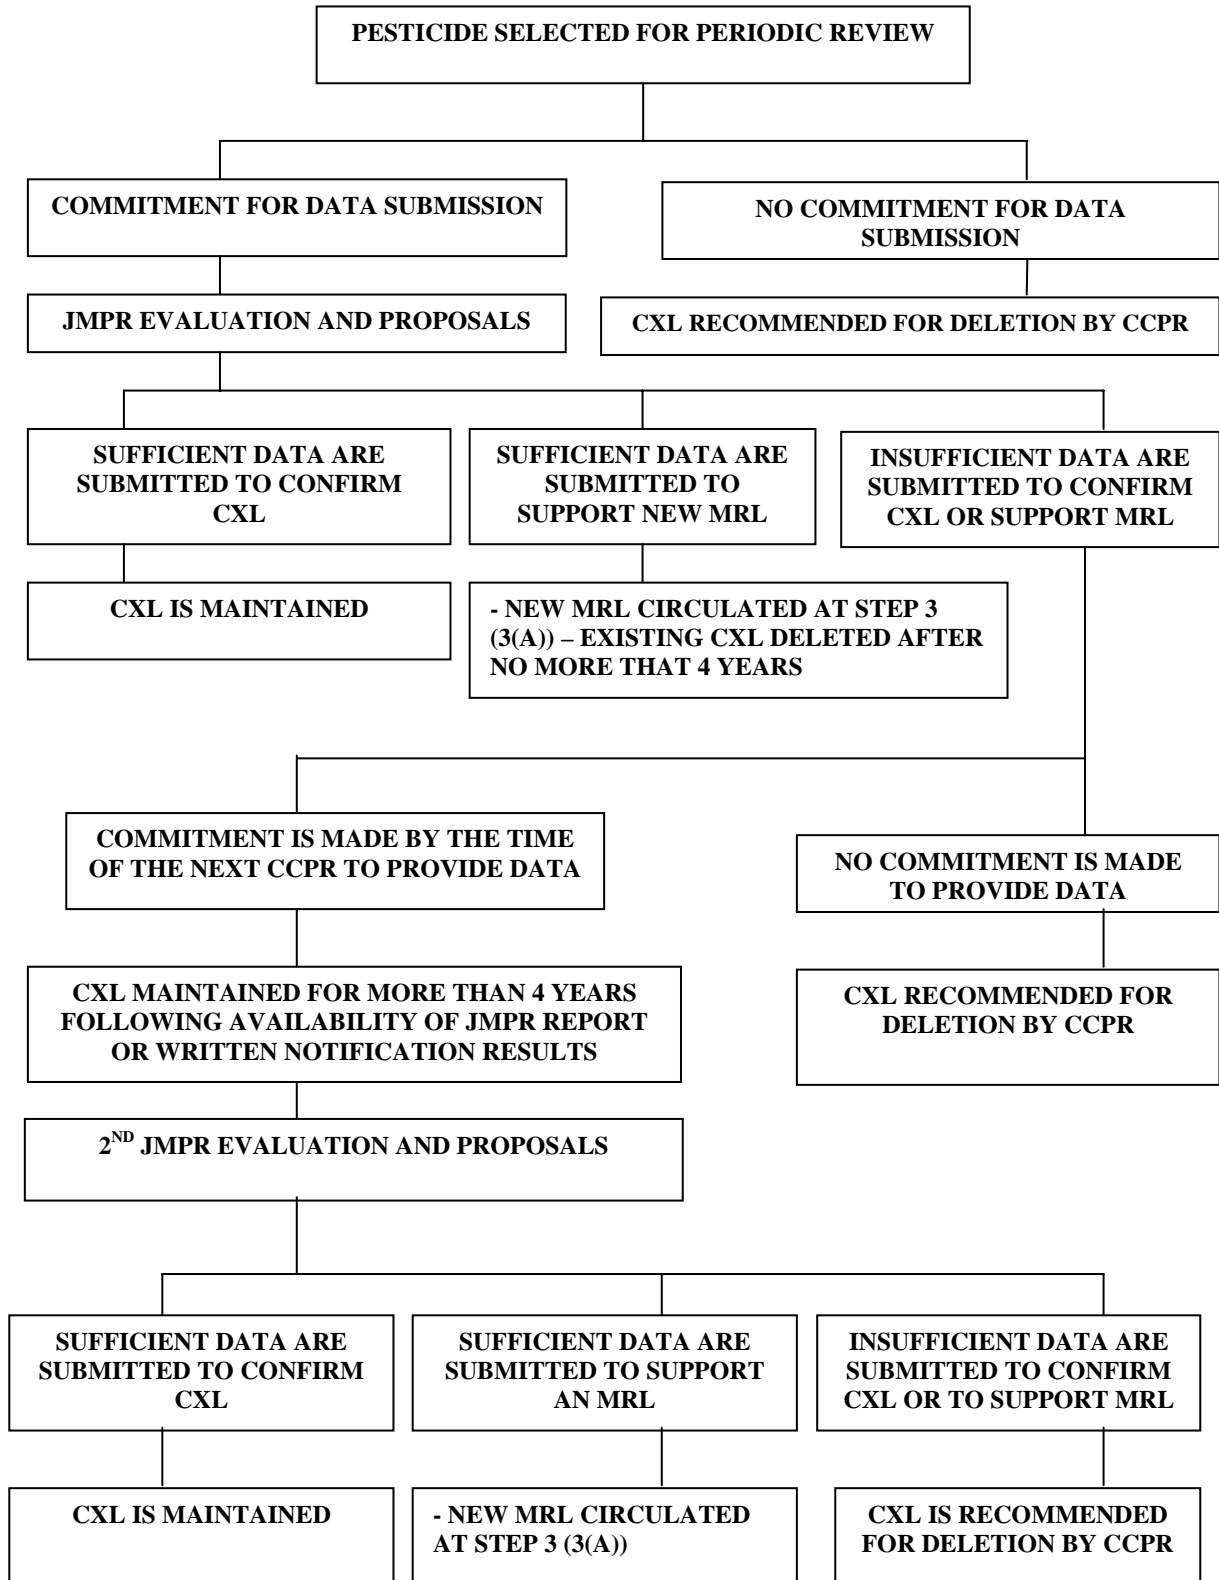 PESTICIDE SELECTED FOR PERIODIC REVIEW
COMMITMENT FOR DATA SUBMISSION
NO COMMITMENT FOR DATA
SUBMISSION
JMPR EVALUATION AND PROPOSALS
CXL RECOMMENDED FOR DELETION BY CCPR
SUFFICIENT DATA ARE
SUBMITTED TO CONFIRM
CXL
SUFFICIENT DATA ARE
SUBMITTED TO
SUPPORT NEW MRL
INSUFFICIENT DATA ARE
SUBMITTED TO CONFIRM
CXL OR SUPPORT MRL
CXL IS MAINTAINED
- NEW MRL CIRCULATED AT STEP 3
(3(A)) – EXISTING CXL DELETED AFTER
NO MORE THAT 4 YEARS
COMMITMENT IS MADE BY THE TIME
OF THE NEXT CCPR TO PROVIDE DATA
NO COMMITMENT IS MADE
TO PROVIDE DATA
CXL MAINTAINED FOR MORE THAN 4 YEARS
FOLLOWING AVAILABILITY OF JMPR REPORT
OR WRITTEN NOTIFICATION RESULTS
CXL RECOMMENDED FOR
DELETION BY CCPR
2ND JMPR EVALUATION AND PROPOSALS
SUFFICIENT DATA ARE
SUBMITTED TO CONFIRM
CXL
SUFFICIENT DATA ARE
SUBMITTED TO SUPPORT
AN MRL
INSUFFICIENT DATA ARE
SUBMITTED TO CONFIRM
CXL OR TO SUPPORT MRL
CXL IS MAINTAINED
- NEW MRL CIRCULATED
AT STEP 3 (3(A))
CXL IS RECOMMENDED
FOR DELETION BY CCPR